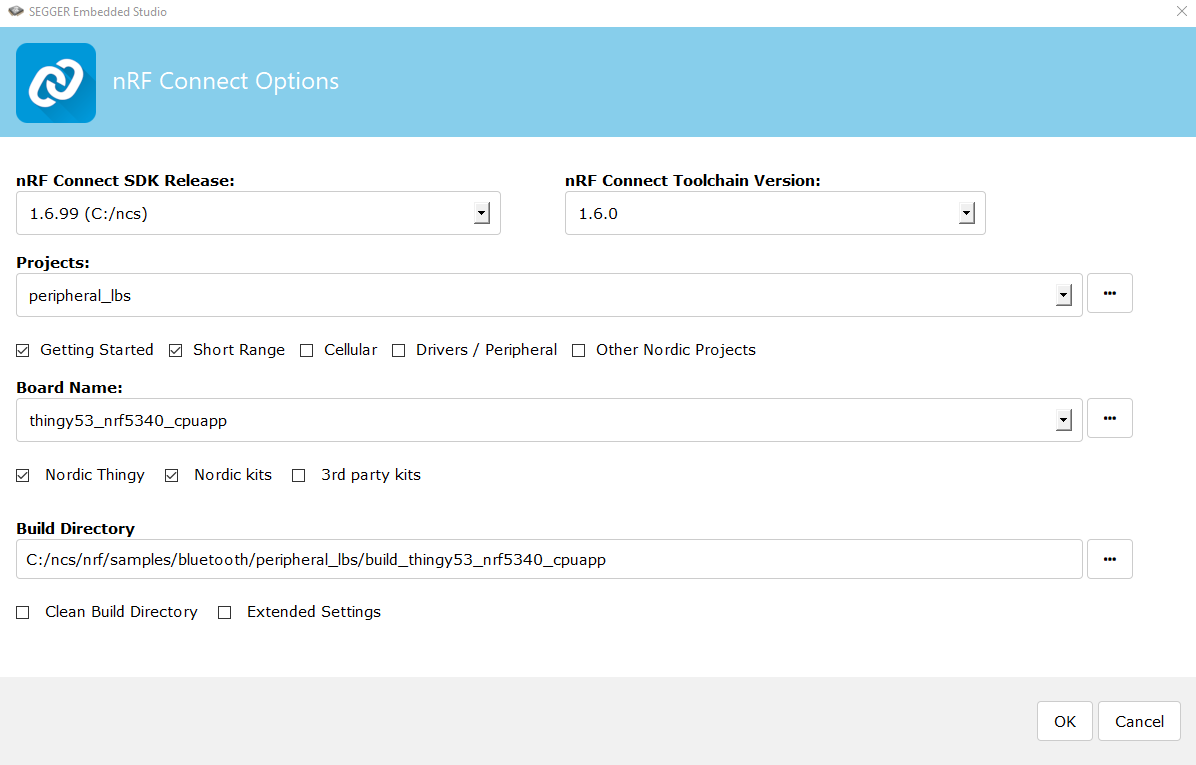 SEGGER Embedded Studio
nRF Connect Options
nRF Connect SDK Release:
nRF Connect Toolchain Version:
1.6.99 (C:/ncs)
1.6.0
Projects:
peripheral_lbs
...
Getting Started Short Range Cellular Drivers / Peripheral Other Nordic Projects
Board Name:
thingy53_nrf5340_cpuapp
...
Nordic Thingy Nordic kits 3rd party kits
Build Directory
C:/ncs/nrf/samples/bluetooth/peripheral_lbs/build_thingy53_nrf5340_cpuapp
...
Clean Build Directory Extended Settings
OK Cancel